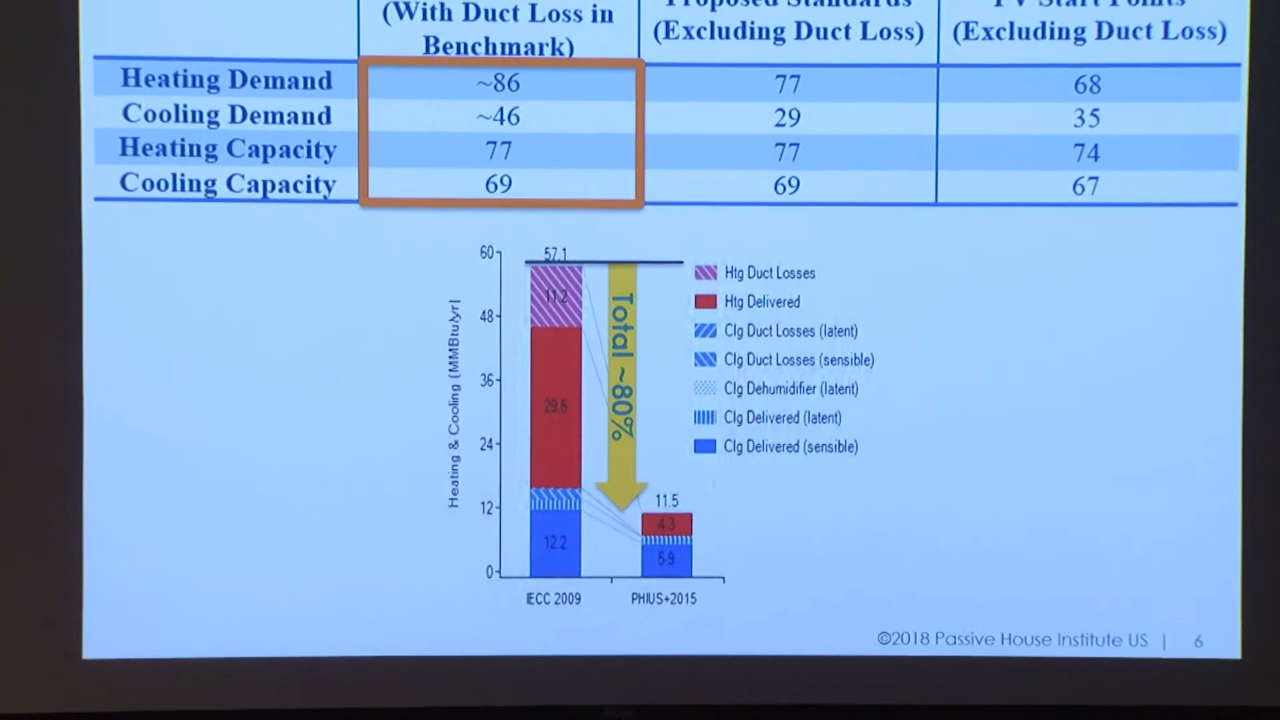 (With Duct Loss in
Benchmark)
Proposed Standards
(Excluding Duct Loss)
PV Start Points
(Excluding Duct Loss)
Heating Demand ~86 77 68
Cooling Demand ~46 29 35
Heating Capacity 77 77 74
Cooling Capacity 69 69 67
Heating & Cooling (MMBtu/yr)
60
48
36
24
12
0
57.1
11.2
29.5
12.2
Total ~80%
11.5
4.3
5.9
IECC 2009
PHIUS+2015
Htg Duct Losses
Htg Delivered
Clg Duct Losses (latent)
Clg Duct Losses (sensible)
Clg Dehumidifier (latent)
Clg Delivered (latent)
Clg Delivered (sensible)
©2018 Passive House Institute US | 6